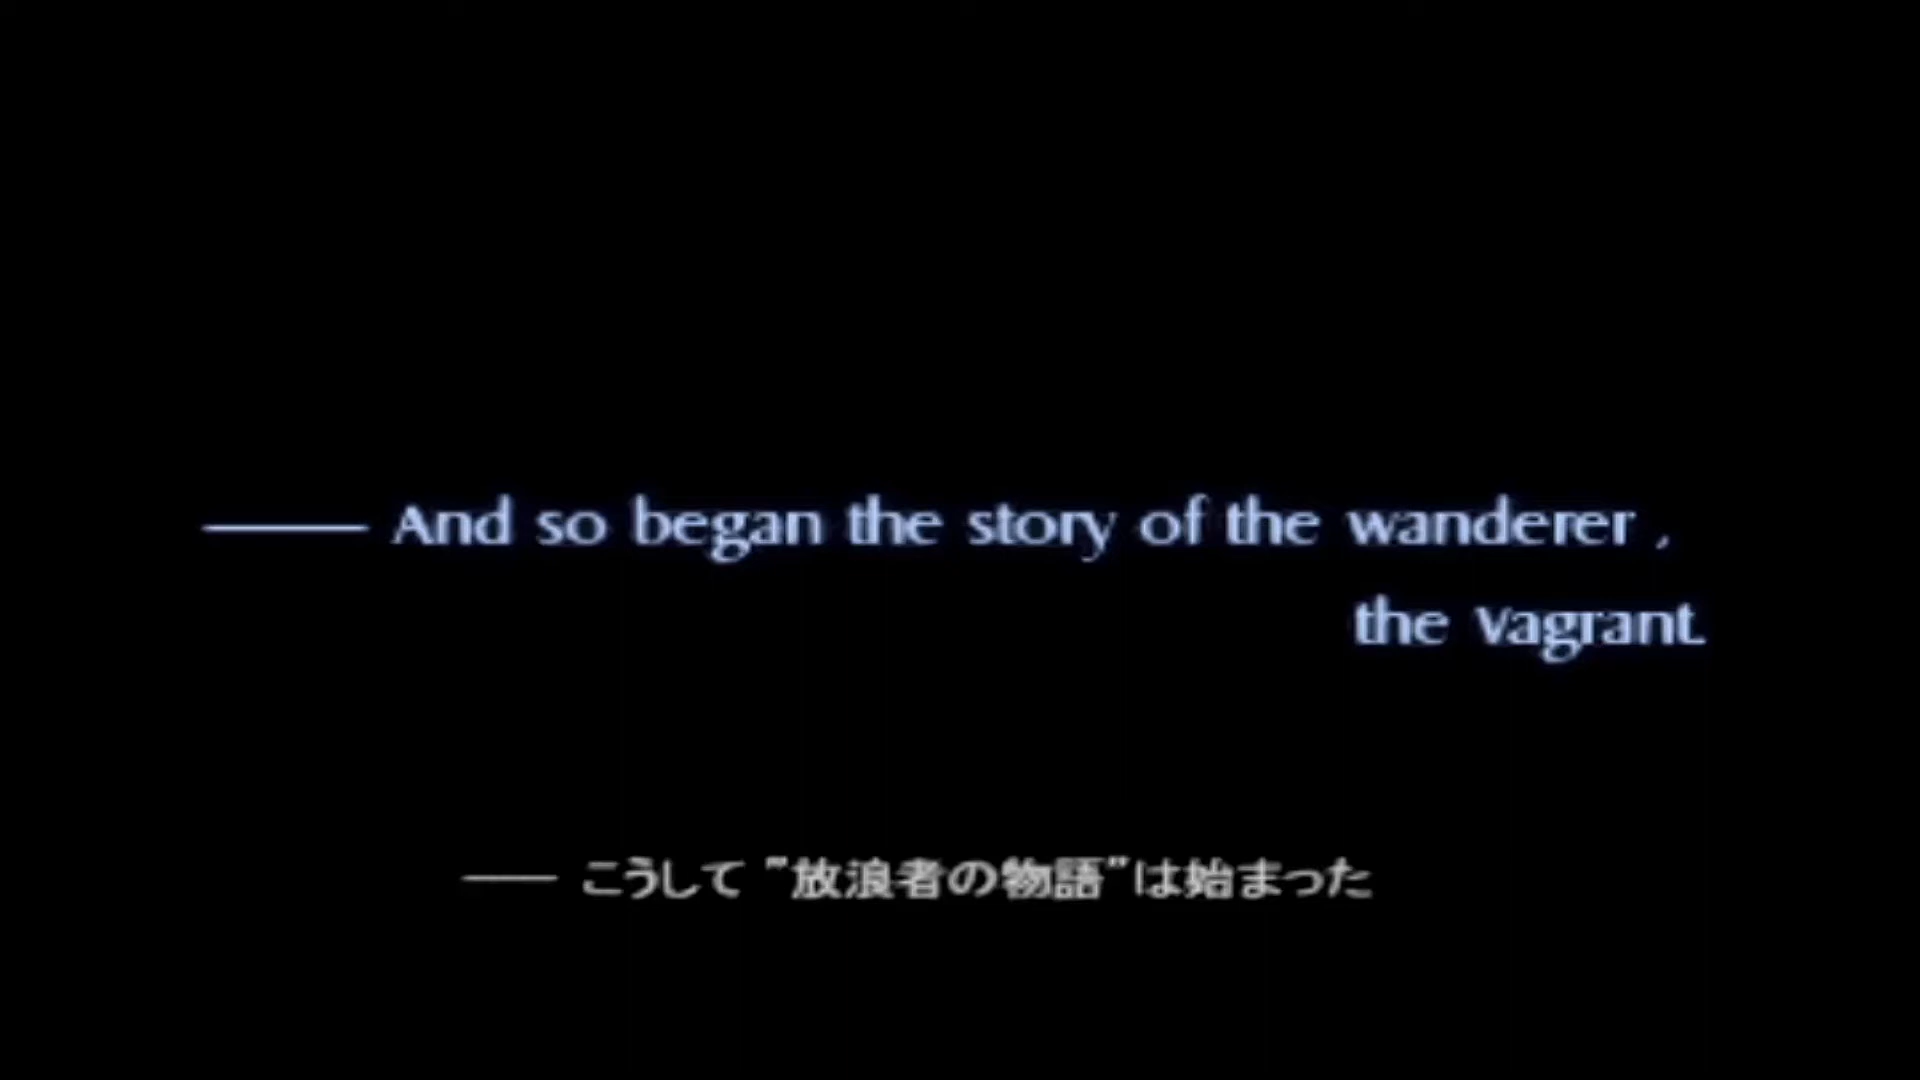 —— And so began the story of the wanderer ,
the Vagrant.
—— こうして "放浪者の物語"は始まった